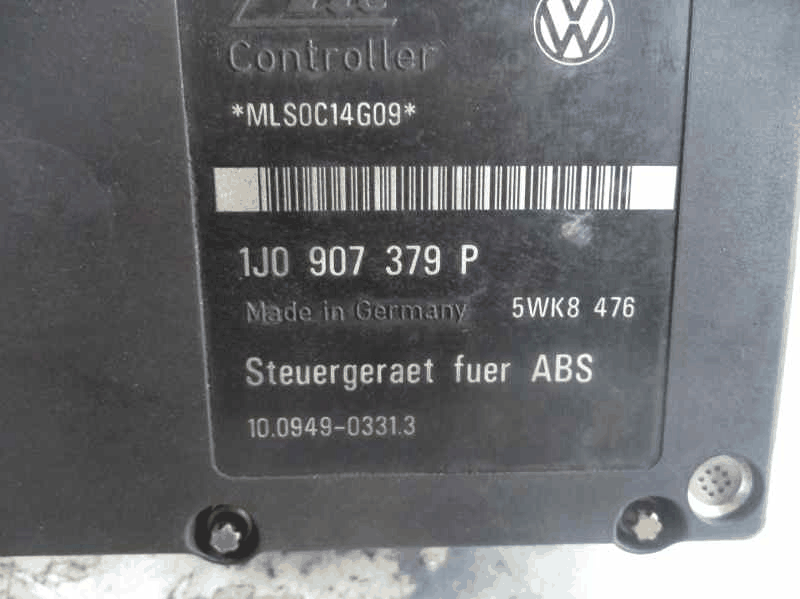 Controller
*MLS0C14G09*
1J0 907 379 P
Made in Germany 5WK8 476
Steuergeraet fuer ABS
10.0949-0331.3